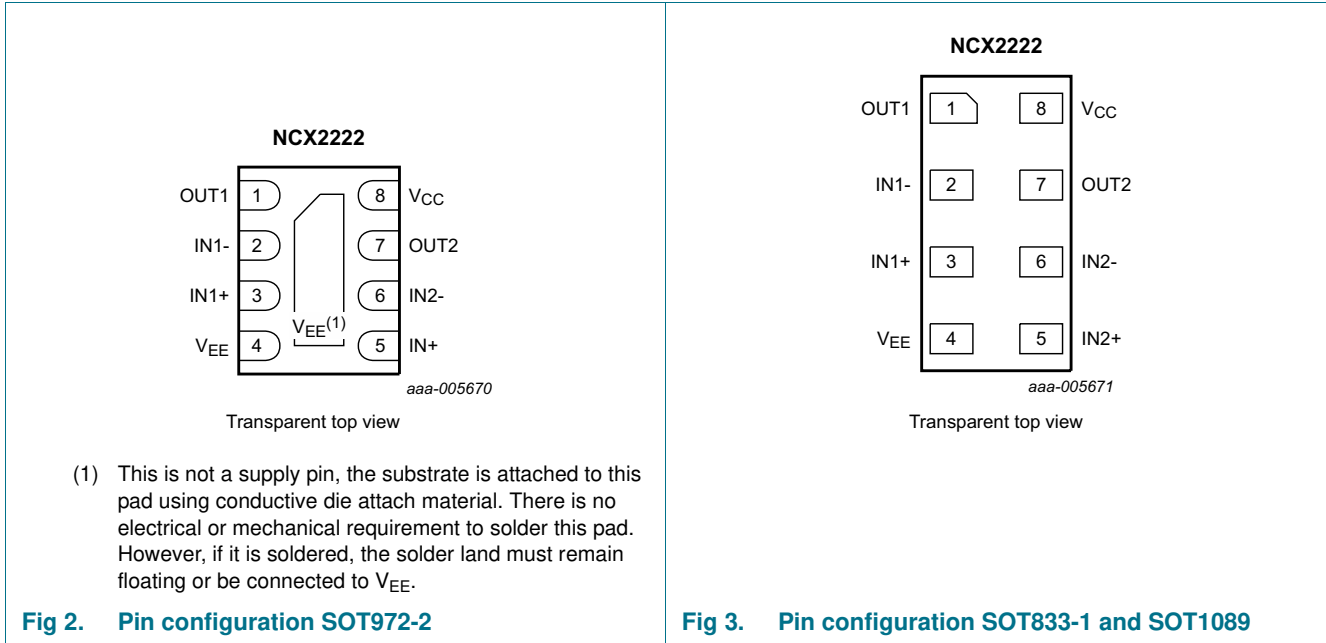 NCX2222
OUT1 1 8 VCC
IN1- 2 7 OUT2
IN1+ 3 6 IN2-
VEE(1)
VEE 4 5 IN+
aaa-005670
Transparent top view
(1) This is not a supply pin, the substrate is attached to this
pad using conductive die attach material. There is no
electrical or mechanical requirement to solder this pad.
However, if it is soldered, the solder land must remain
floating or be connected to VEE.
Fig 2. Pin configuration SOT972-2
NCX2222
OUT1 1 8 VCC
IN1- 2 7 OUT2
IN1+ 3 6 IN2-
VEE 4 5 IN2+
aaa-005671
Transparent top view
Fig 3. Pin configuration SOT833-1 and SOT1089